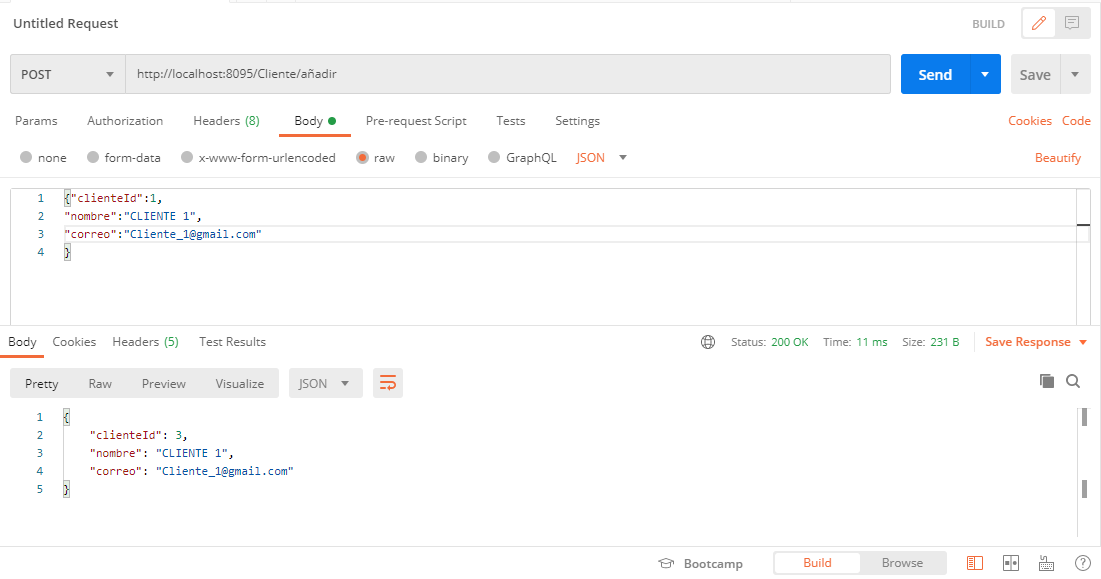 Untitled Request
BUILD
POST
http://localhost:8095/Cliente/añadir
Send
Save
Params
Authorization
Headers (8)
Body
Pre-request Script
Tests
Settings
Cookies
Code
none
form-data
x-www-form-urlencoded
raw
binary
GraphQL
JSON
Beautify
1 {"clienteId":1,
2 "nombre":"CLIENTE 1",
3 "correo":"Cliente_1@gmail.com"
4 }
Body
Cookies
Headers (5)
Test Results
Status: 200 OK
Time: 11 ms
Size: 231 B
Save Response
Pretty
Raw
Preview
Visualize
JSON
1 {
2 "clienteId": 3,
3 "nombre": "CLIENTE 1",
4 "correo": "Cliente_1@gmail.com"
5 }
Bootcamp
Build
Browse